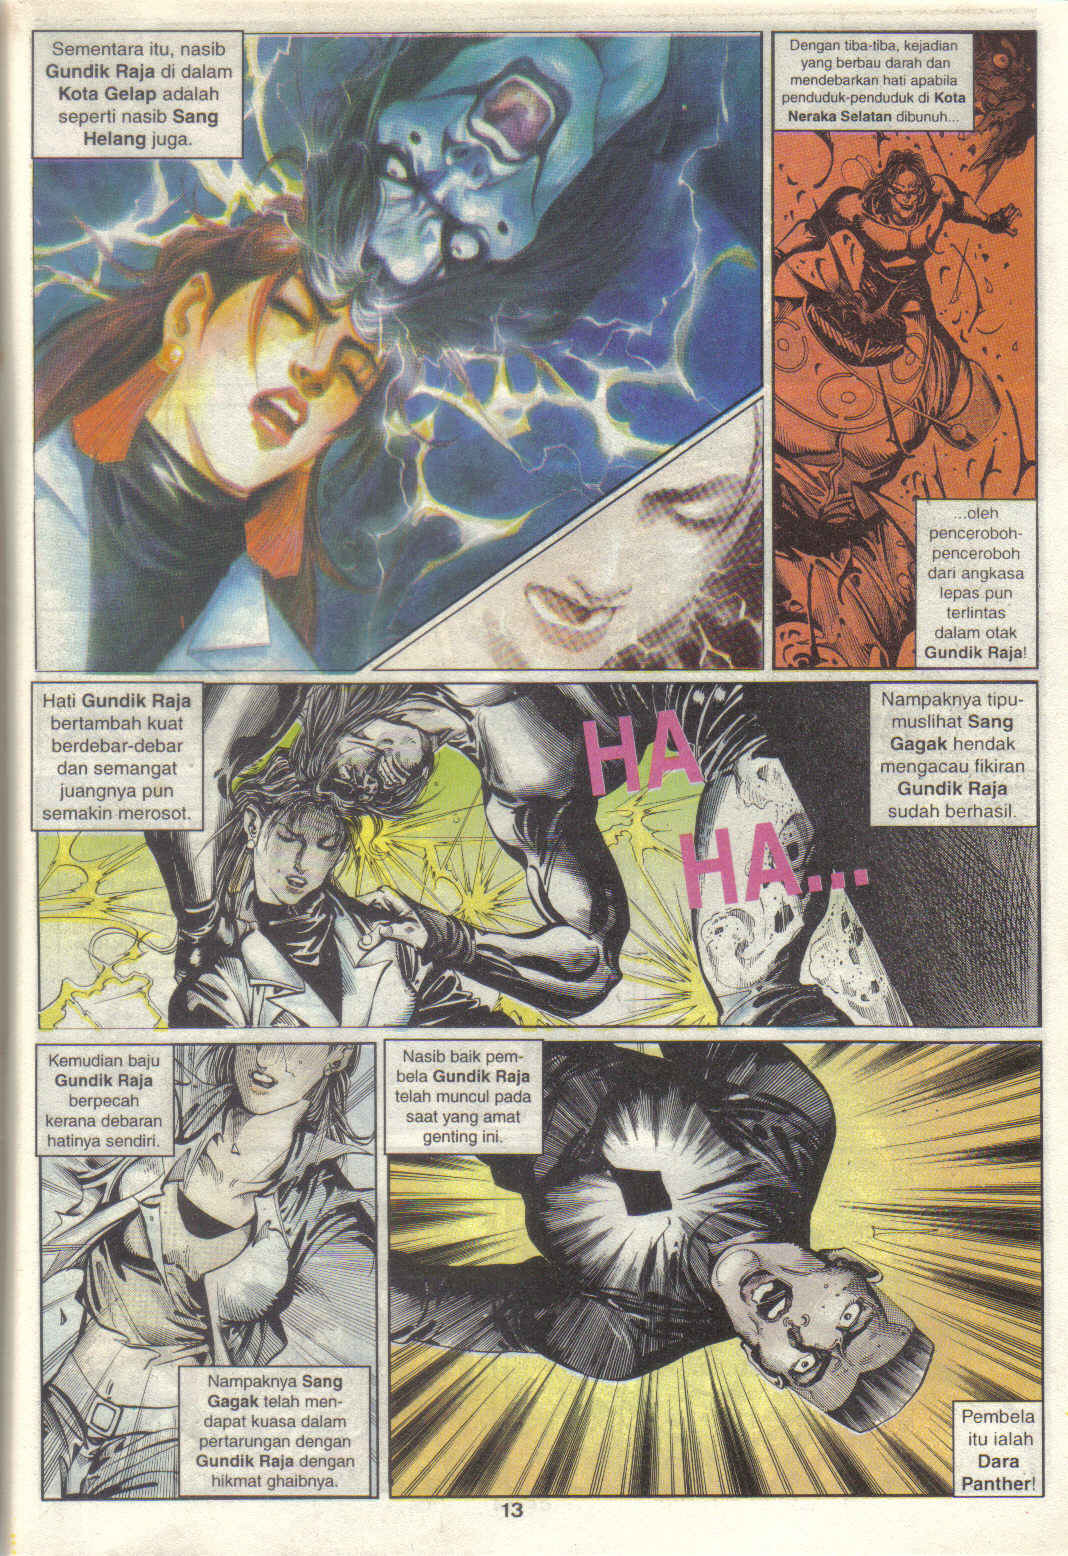 Sementara itu, nasib
Gundik Raja di dalam
Kota Gelap adalah
seperti nasib Sang
Helang juga.
Dengan tiba-tiba, kejadian
yang berbau darah dan
mendebarkan hati apabila
penduduk-penduduk di Kota
Neraka Selatan dibunuh...
...oleh
penceroboh-
penceroboh
dari angkasa
lepas pun
terlintas
dalam otak
Gundik Raja!
Hati Gundik Raja
bertambah kuat
berdebar-debar
dan semangat
juangnya pun
semakin merosot.
HA
HA...
Nampaknya tipu-
muslihat Sang
Gagak hendak
mengacau fikiran
Gundik Raja
sudah berhasil.
Kemudian baju
Gundik Raja
berpecah
kerana debaran
hatinya sendiri.
Nampaknya Sang
Gagak telah men-
dapat kuasa dalam
pertarungan dengan
Gundik Raja dengan
hikmat ghaibnya.
Nasib baik pem-
bela Gundik Raja
telah muncul pada
saat yang amat
genting ini.
Pembela
itu ialah
Dara
Panther!
13